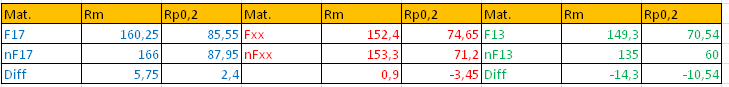 Mat. Rm Rp0,2 Mat. Rm Rp0,2 Mat. Rm Rp0,2
F17 160,25 85,55 Fxx 152,4 74,65 F13 149,3 70,54
nF17 166 87,95 nFxx 153,3 71,2 nF13 135 60
Diff 5,75 2,4 0,9 -3,45 Diff -14,3 -10,54